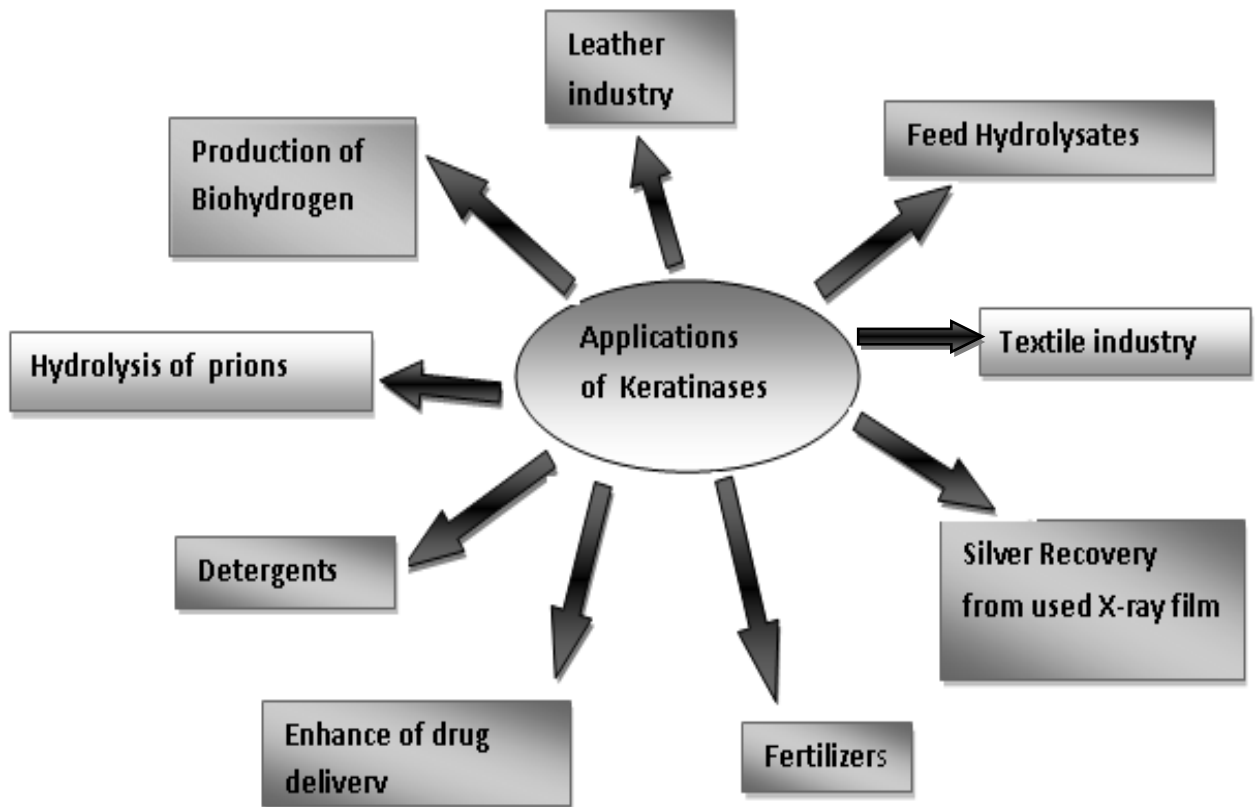 Leather
industry
Feed Hydrolysates
Production of
Biohydrogen
Applications
of Keratinases
Textile industry
Hydrolysis of prions
Silver Recovery
from used X-ray film
Detergents
Enhance of drug
delivery
Fertilizers